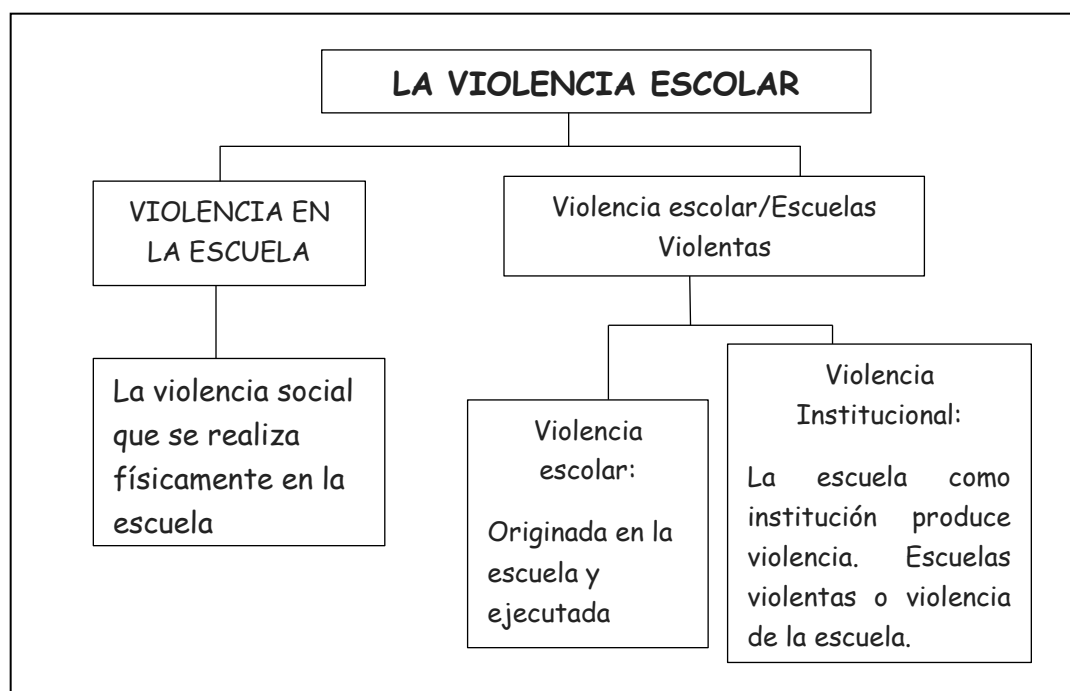 LA VIOLENCIA ESCOLAR
VIOLENCIA EN
LA ESCUELA
Violencia escolar/Escuelas
Violentas
La violencia social
que se realiza
físicamente en la
escuela
Violencia
escolar:
Originada en la
escuela y
ejecutada
Violencia
Institucional:
La escuela como
institución produce
violencia. Escuelas
violentas o violencia
de la escuela.